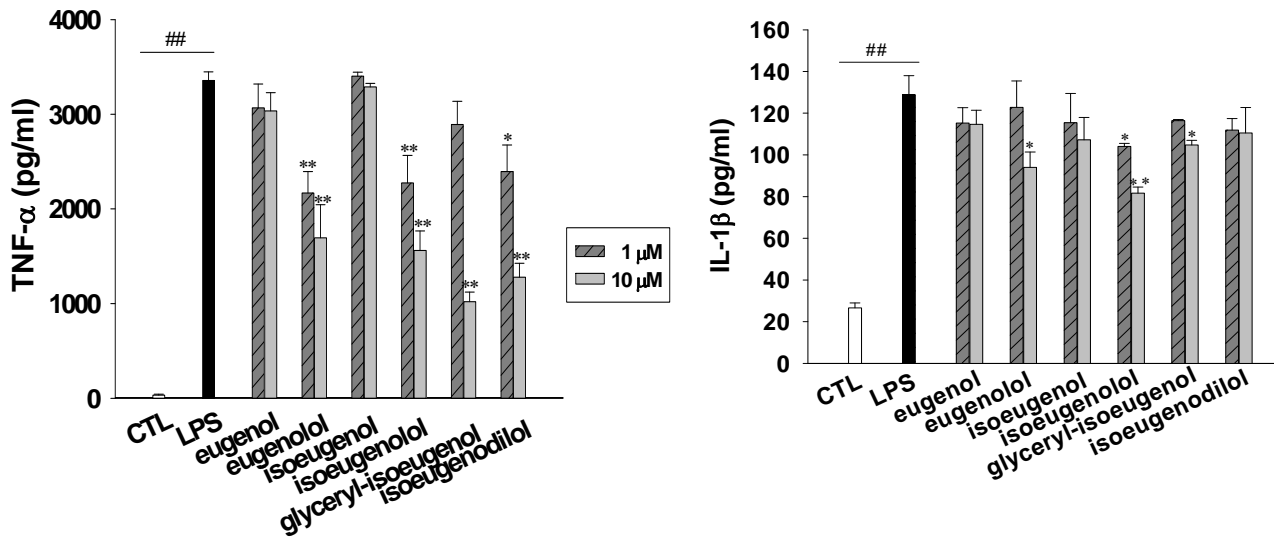 TNF-α (pg/ml)
4000
3000
2000
1000
0
##
**
**
**
**
**
*
**
CTL
LPS
eugenol
eugenolol
isoeugenol
isoeugenolol
glyceryl-isoeugenol
isoeugenodilol
1 μM
10 μM
IL-1β (pg/ml)
160
140
120
100
80
60
40
20
0
##
*
*
**
*
CTL
LPS
eugenol
eugenolol
isoeugenol
isoeugenolol
glyceryl-isoeugenol
isoeugenodilol